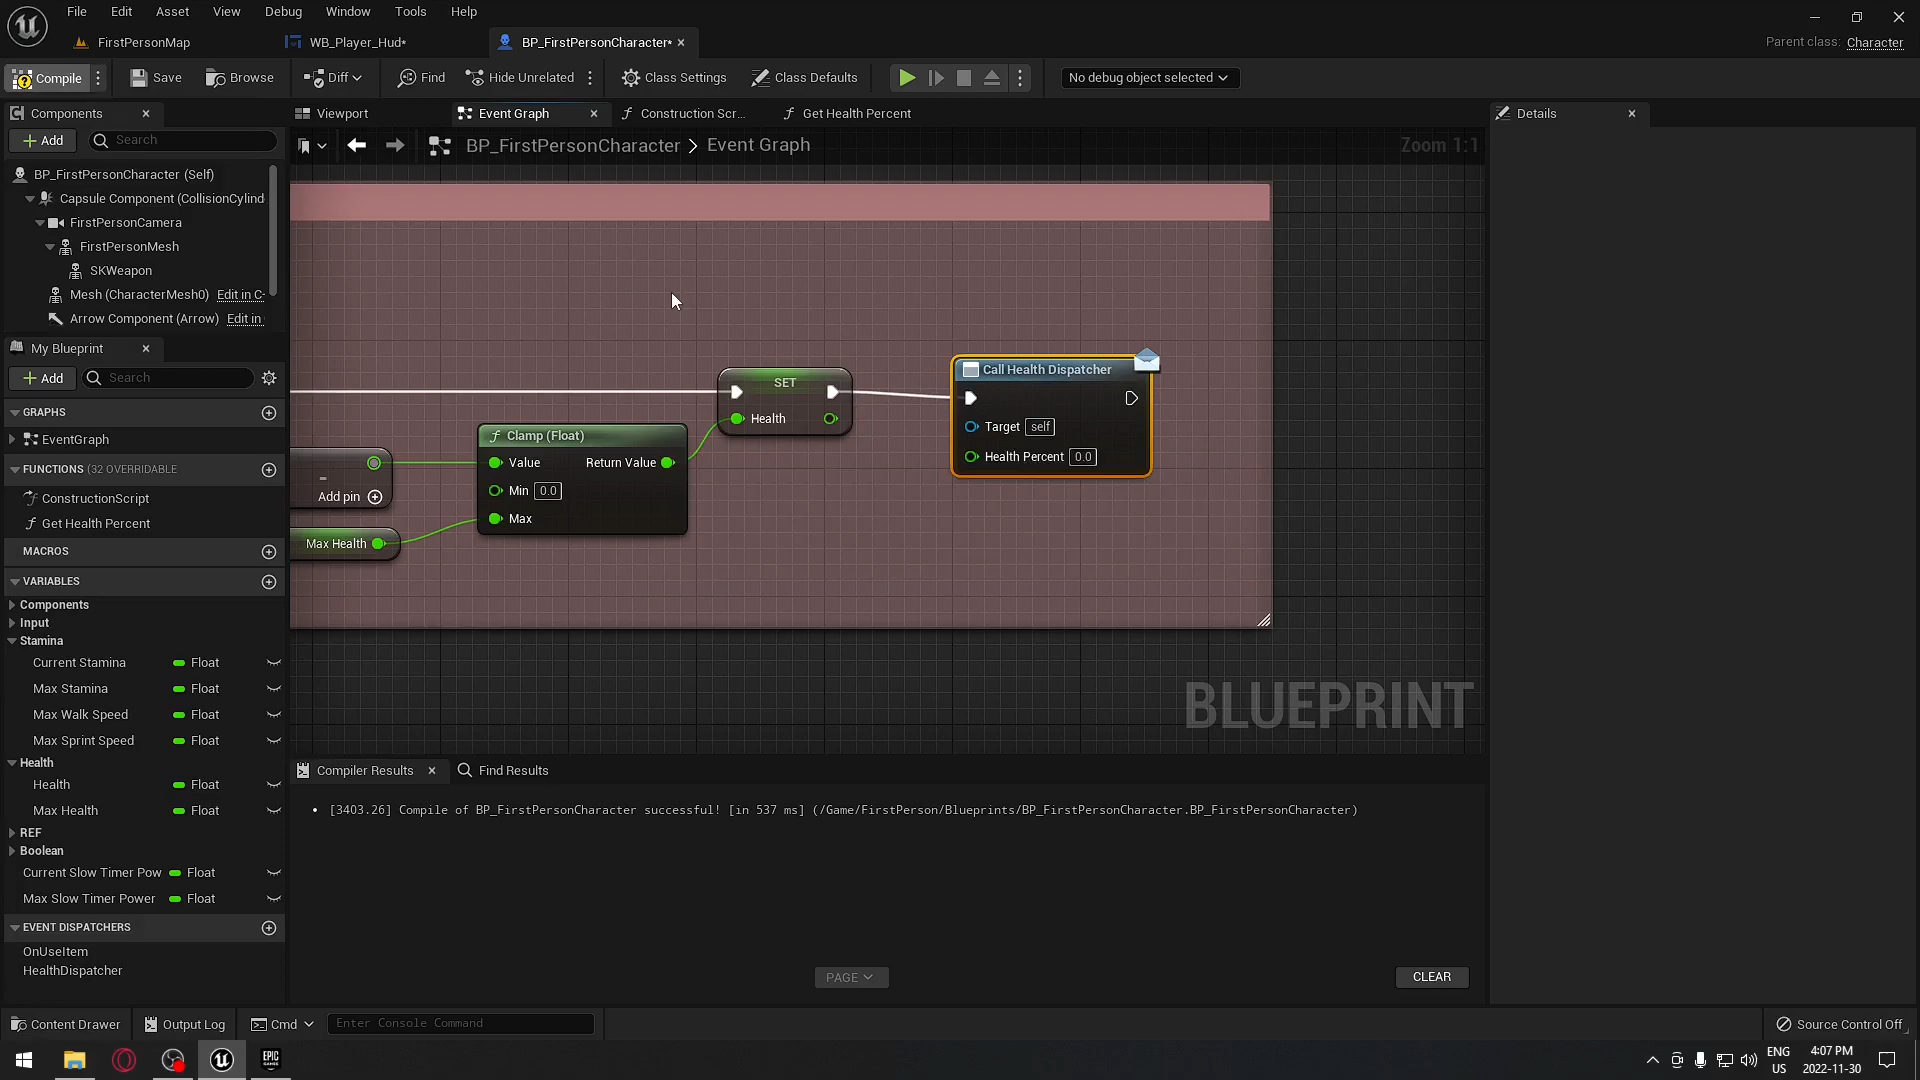 File Edit Asset View Debug Window Tools Help
FirstPersonMap
WB_Player_Hud*
BP_FirstPersonCharacter*
Parent class: Character
Compile
Save
Browse
Diff
Find
Hide Unrelated
Class Settings
Class Defaults
No debug object selected
Components
Viewport
Event Graph
Construction Scr...
Get Health Percent
Details
Add
Search
BP_FirstPersonCharacter > Event Graph
Zoom 1:1
BP_FirstPersonCharacter (Self)
Capsule Component (CollisionCylind
FirstPersonCamera
FirstPersonMesh
SKWeapon
Mesh (CharacterMesh0) Edit in C
Arrow Component (Arrow) Edit in
My Blueprint
Add
Search
GRAPHS
EventGraph
FUNCTIONS (32 OVERRIDABLE
ConstructionScript
Get Health Percent
MACROS
VARIABLES
Components
Input
Stamina
Current Stamina Float
Max Stamina Float
Max Walk Speed Float
Max Sprint Speed Float
Health
Health Float
Max Health Float
REF
Boolean
Current Slow Timer Pow Float
Max Slow Timer Power Float
EVENT DISPATCHERS
OnUseItem
HealthDispatcher
SET
Health
Call Health Dispatcher
Target self
Health Percent 0.0
Clamp (Float)
Value Return Value
Min 0.0
Max
Add pin
Max Health
BLUEPRINT
Compiler Results
Find Results
• [3403.26] Compile of BP_FirstPersonCharacter successful! [in 537 ms] (/Game/FirstPerson/Blueprints/BP_FirstPersonCharacter.BP_FirstPersonCharacter)
PAGE
CLEAR
Content Drawer
Output Log
Cmd
Enter Console Command
Source Control Off
EPIC GAMES
ENG
US
4:07 PM
2022-11-30